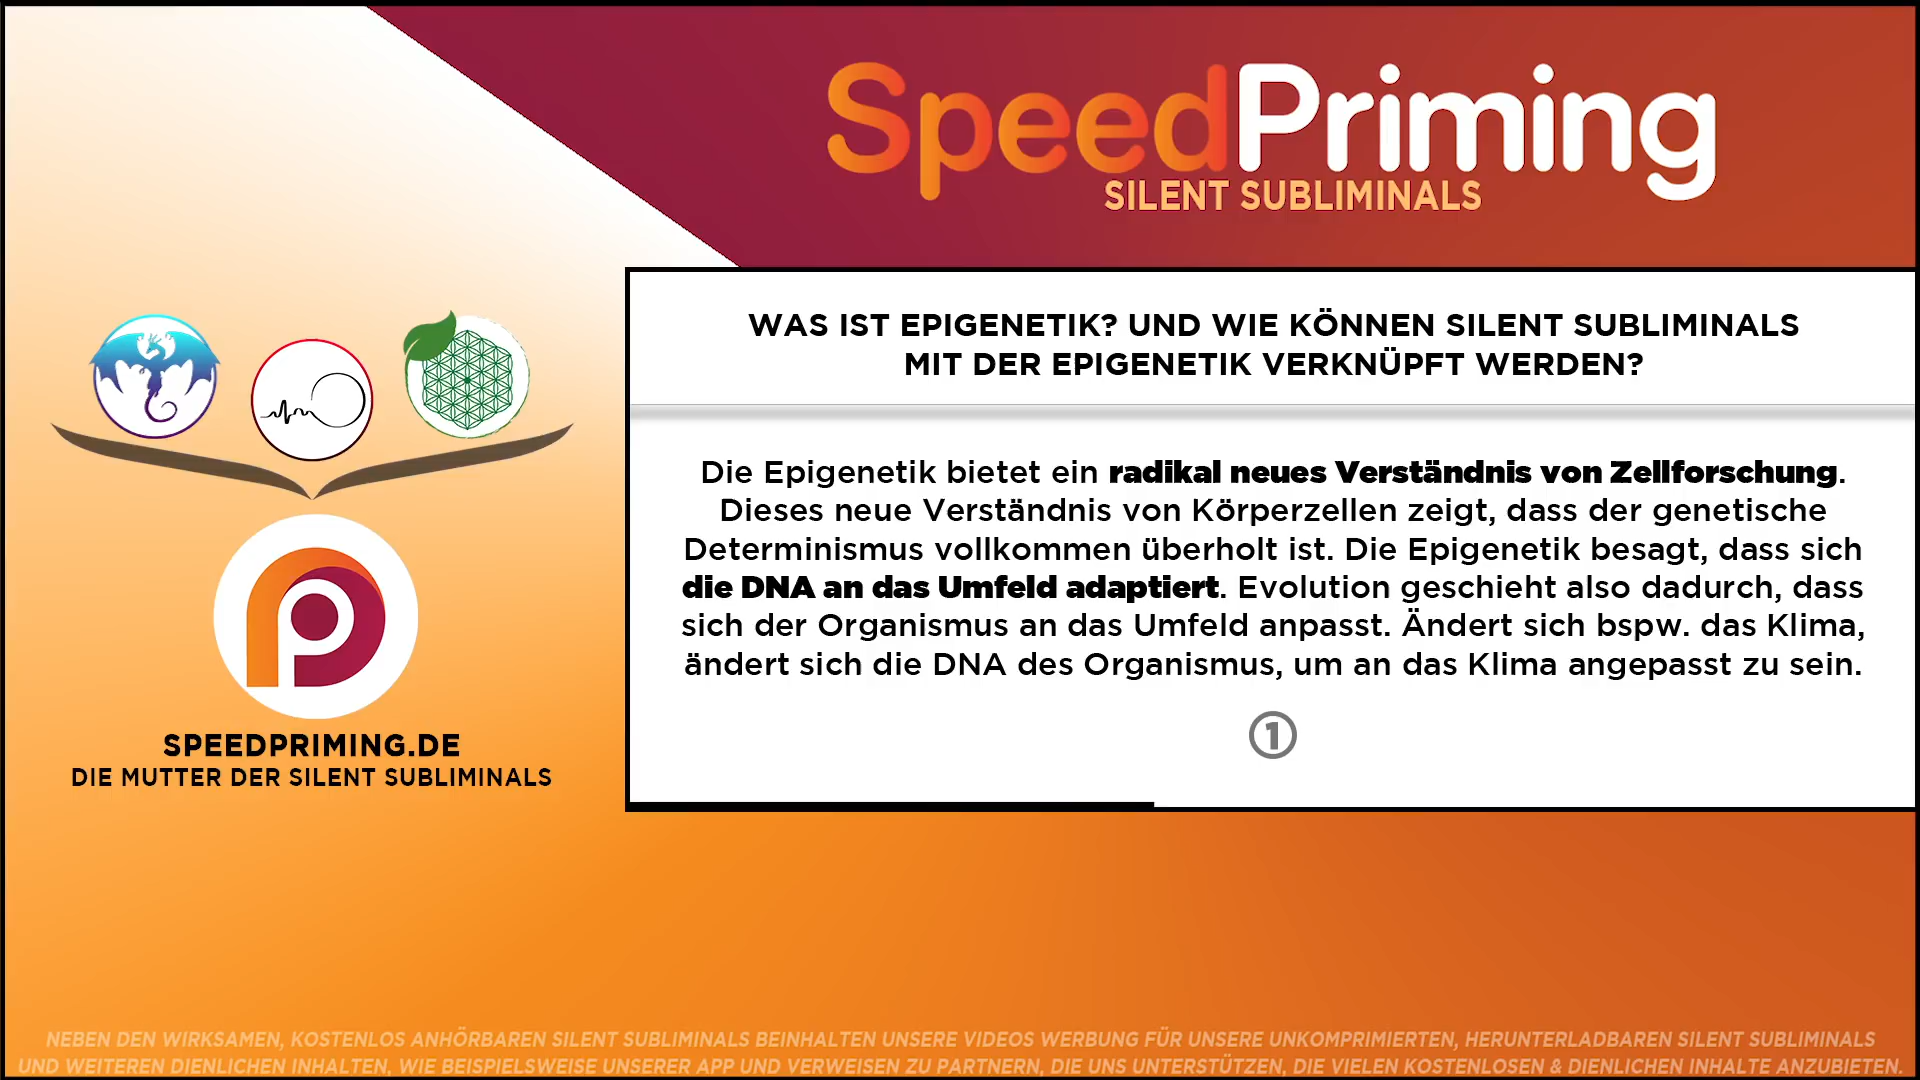 SpeedPriming
SILENT SUBLIMINALS
WAS IST EPIGENETIK? UND WIE KÖNNEN SILENT SUBLIMINALS
MIT DER EPIGENETIK VERKNÜPFT WERDEN?
Die Epigenetik bietet ein radikal neues Verständnis von Zellforschung.
Dieses neue Verständnis von Körperzellen zeigt, dass der genetische
Determinismus vollkommen überholt ist. Die Epigenetik besagt, dass sich
die DNA an das Umfeld adaptiert. Evolution geschieht also dadurch, dass
sich der Organismus an das Umfeld anpasst. Ändert sich bspw. das Klima,
ändert sich die DNA des Organismus, um an das Klima angepasst zu sein.
①
SPEEDPRIMING.DE
DIE MUTTER DER SILENT SUBLIMINALS
NEBEN DEN WIRKSAMEN, KOSTENLOS ANHÖRBAREN SILENT SUBLIMINALS BEINHALTEN UNSERE VIDEOS WERBUNG FÜR UNSERE UNKOMPRIMIERTEN, HERUNTERLADBAREN SILENT SUBLIMINALS
UND WEITEREN DIENLICHEN INHALTEN, WIE BEISPIELSWEISE UNSERER APP UND VERWEISEN ZU PARTNERN, DIE UNS UNTERSTÜTZEN, DIE VIELEN KOSTENLOSEN & DIENLICHEN INHALTE ANZUBIETEN.